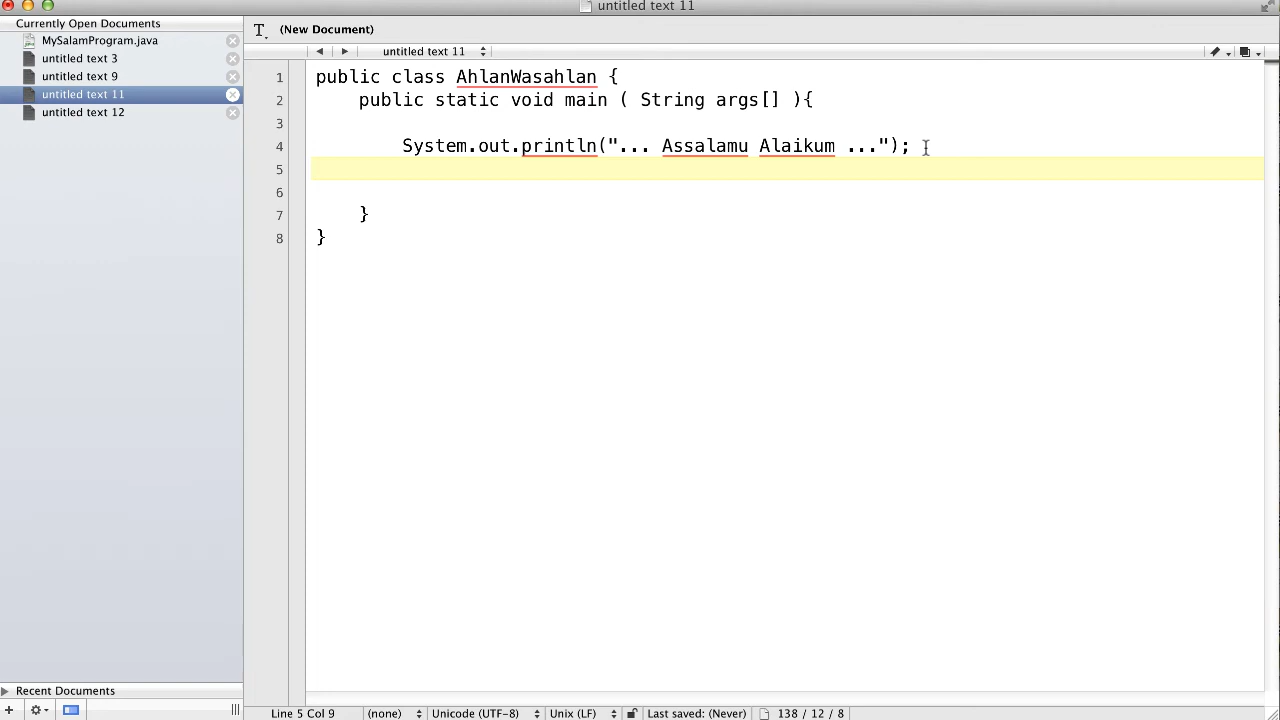 untitled text 11
Currently Open Documents
MySalamProgram.java
untitled text 3
untitled text 9
untitled text 11
untitled text 12
(New Document)
untitled text 11
1 public class AhlanWasahlan {
2 public static void main ( String args[] ){
3
4 System.out.println("... Assalamu Alaikum ...");
5
6
7 }
8 }
Recent Documents
Line 5 Col 9 (none) Unicode (UTF-8) Unix (LF) Last saved: (Never) 138 / 12 / 8